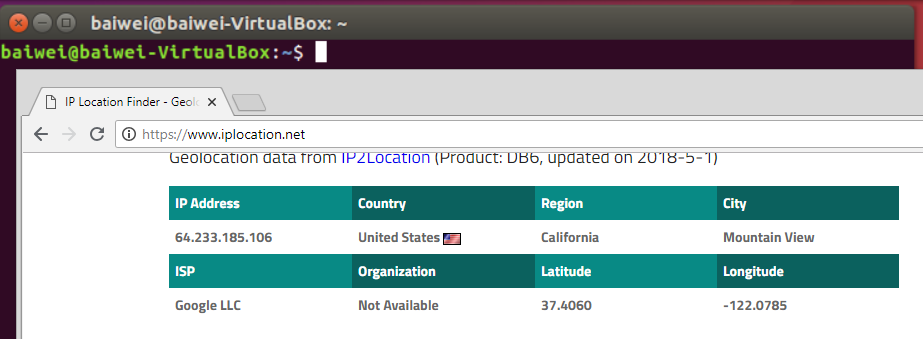 baiwei@baiwei-VirtualBox: ~
baiwei@baiwei-VirtualBox:~$
IP Location Finder - Geolo
https://www.iplocation.net
Geolocation data from IP2Location (Product: DB6, updated on 2018-5-1)
IP Address Country Region City
64.233.185.106 United States California Mountain View
ISP Organization Latitude Longitude
Google LLC Not Available 37.4060 -122.0785